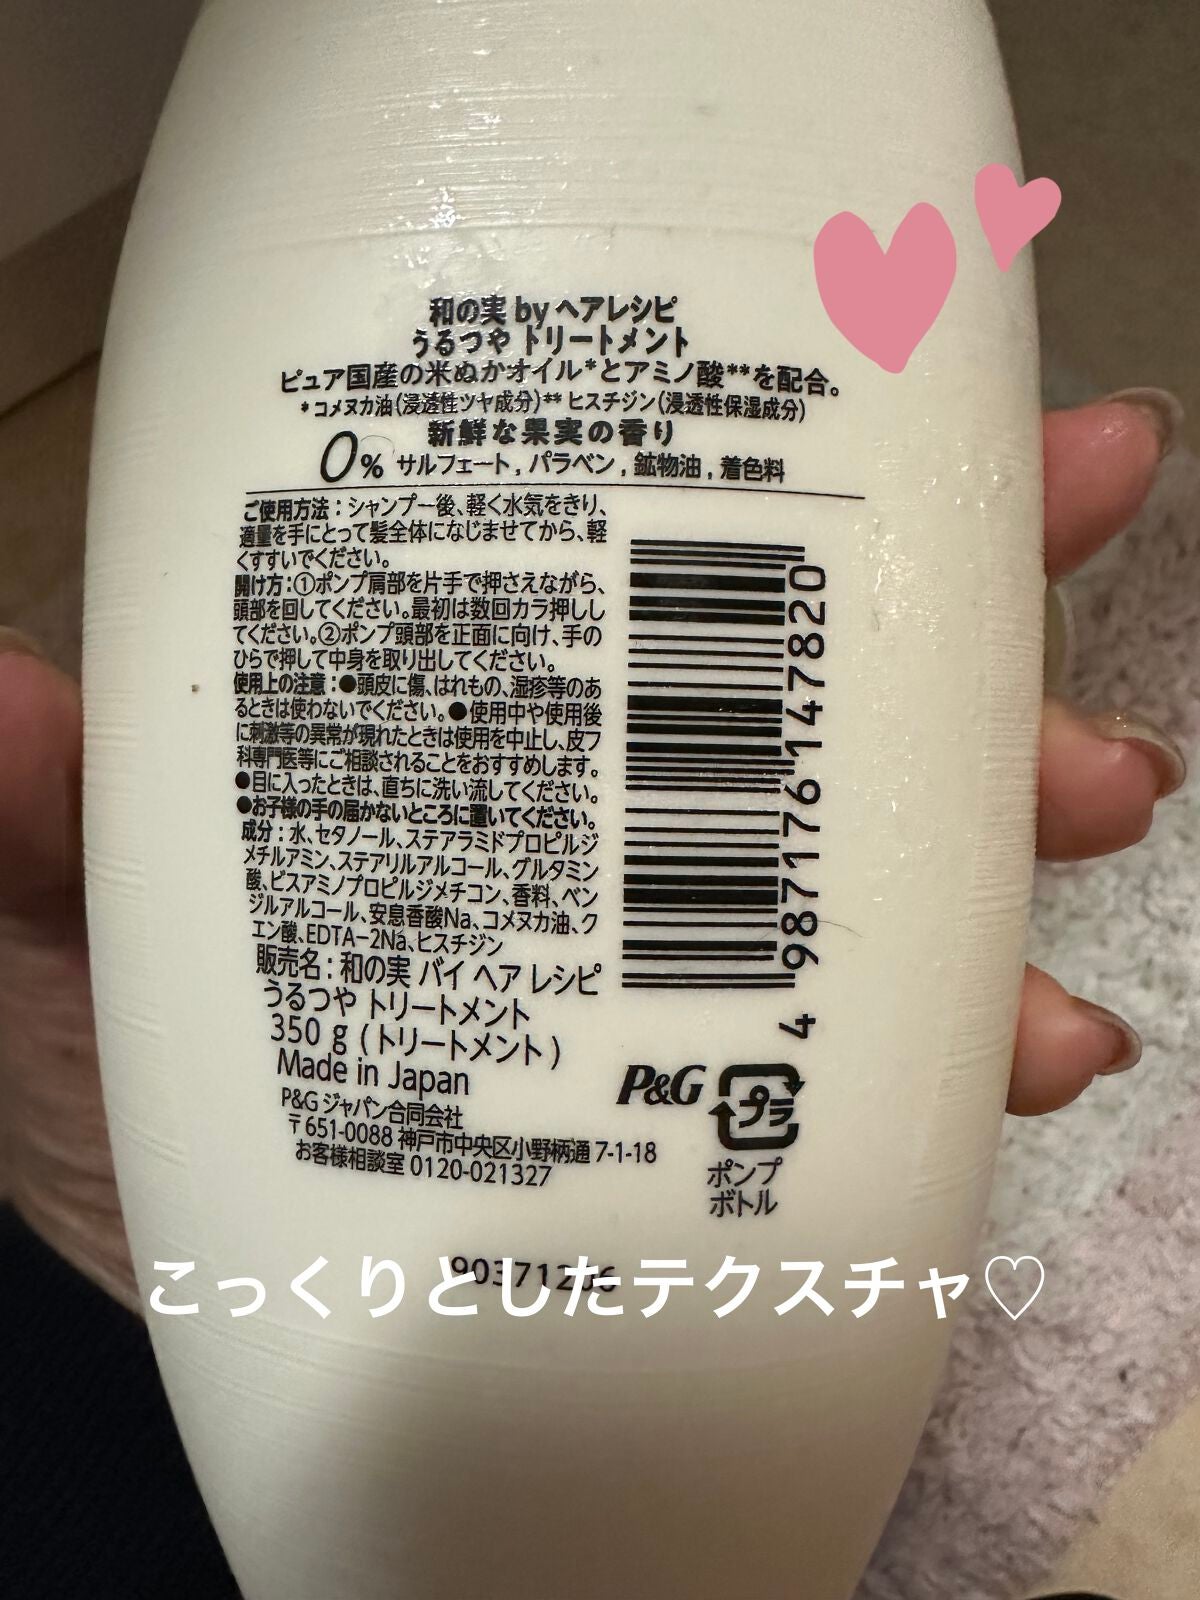 和の実 by ヘアレシピ
うるつや トリートメント
ピュア国産の米ぬかオイル*とアミノ酸**を配合。
*コメヌカ油(浸透性ツヤ成分)** ヒスチジン(浸透性保湿成分)
新鮮な果実の香り
0% サルフェート, パラベン, 鉱物油, 着色料
ご使用方法:シャンプー後、軽く水気をきり、
適量を手にとって髪全体になじませてから、軽
くすすいでください。
開け方:①ポンプ肩部を片手で押さえながら、
頭部を回してください。最初は数回カラ押しし
てください。②ポンプ頭部を正面に向け、手の
ひらで押して中身を取り出してください。
使用上の注意:●頭皮に傷、はれもの、湿疹等のあ
るときは使わないでください。●使用中や使用後
に刺激等の異常が現れたときは使用を中止し、皮フ
科専門医等にご相談されることをおすすめします。
●目に入ったときは、直ちに洗い流してください。
●お子様の手の届かないところに置いてください。
成分:水、セタノール、ステアラミドプロピルジ
メチルアミン、ステアリルアルコール、グルタミン
酸、ビスアミノプロピルジメチコン、香料、ベン
ジルアルコール、安息香酸Na、コメヌカ油、ク
エン酸、EDTA-2Na、ヒスチジン
販売名:和の実 バイ ヘア レシピ
うるつや トリートメント
350 g (トリートメント)
Made in Japan
P&G ジャパン合同会社
〒651-0088 神戸市中央区小野柄通 7-1-18
お客様相談室 0120-021327
4 987176 147820
P&G
プラ
ポンプ
ボトル
こっくりとしたテクスチャ♡